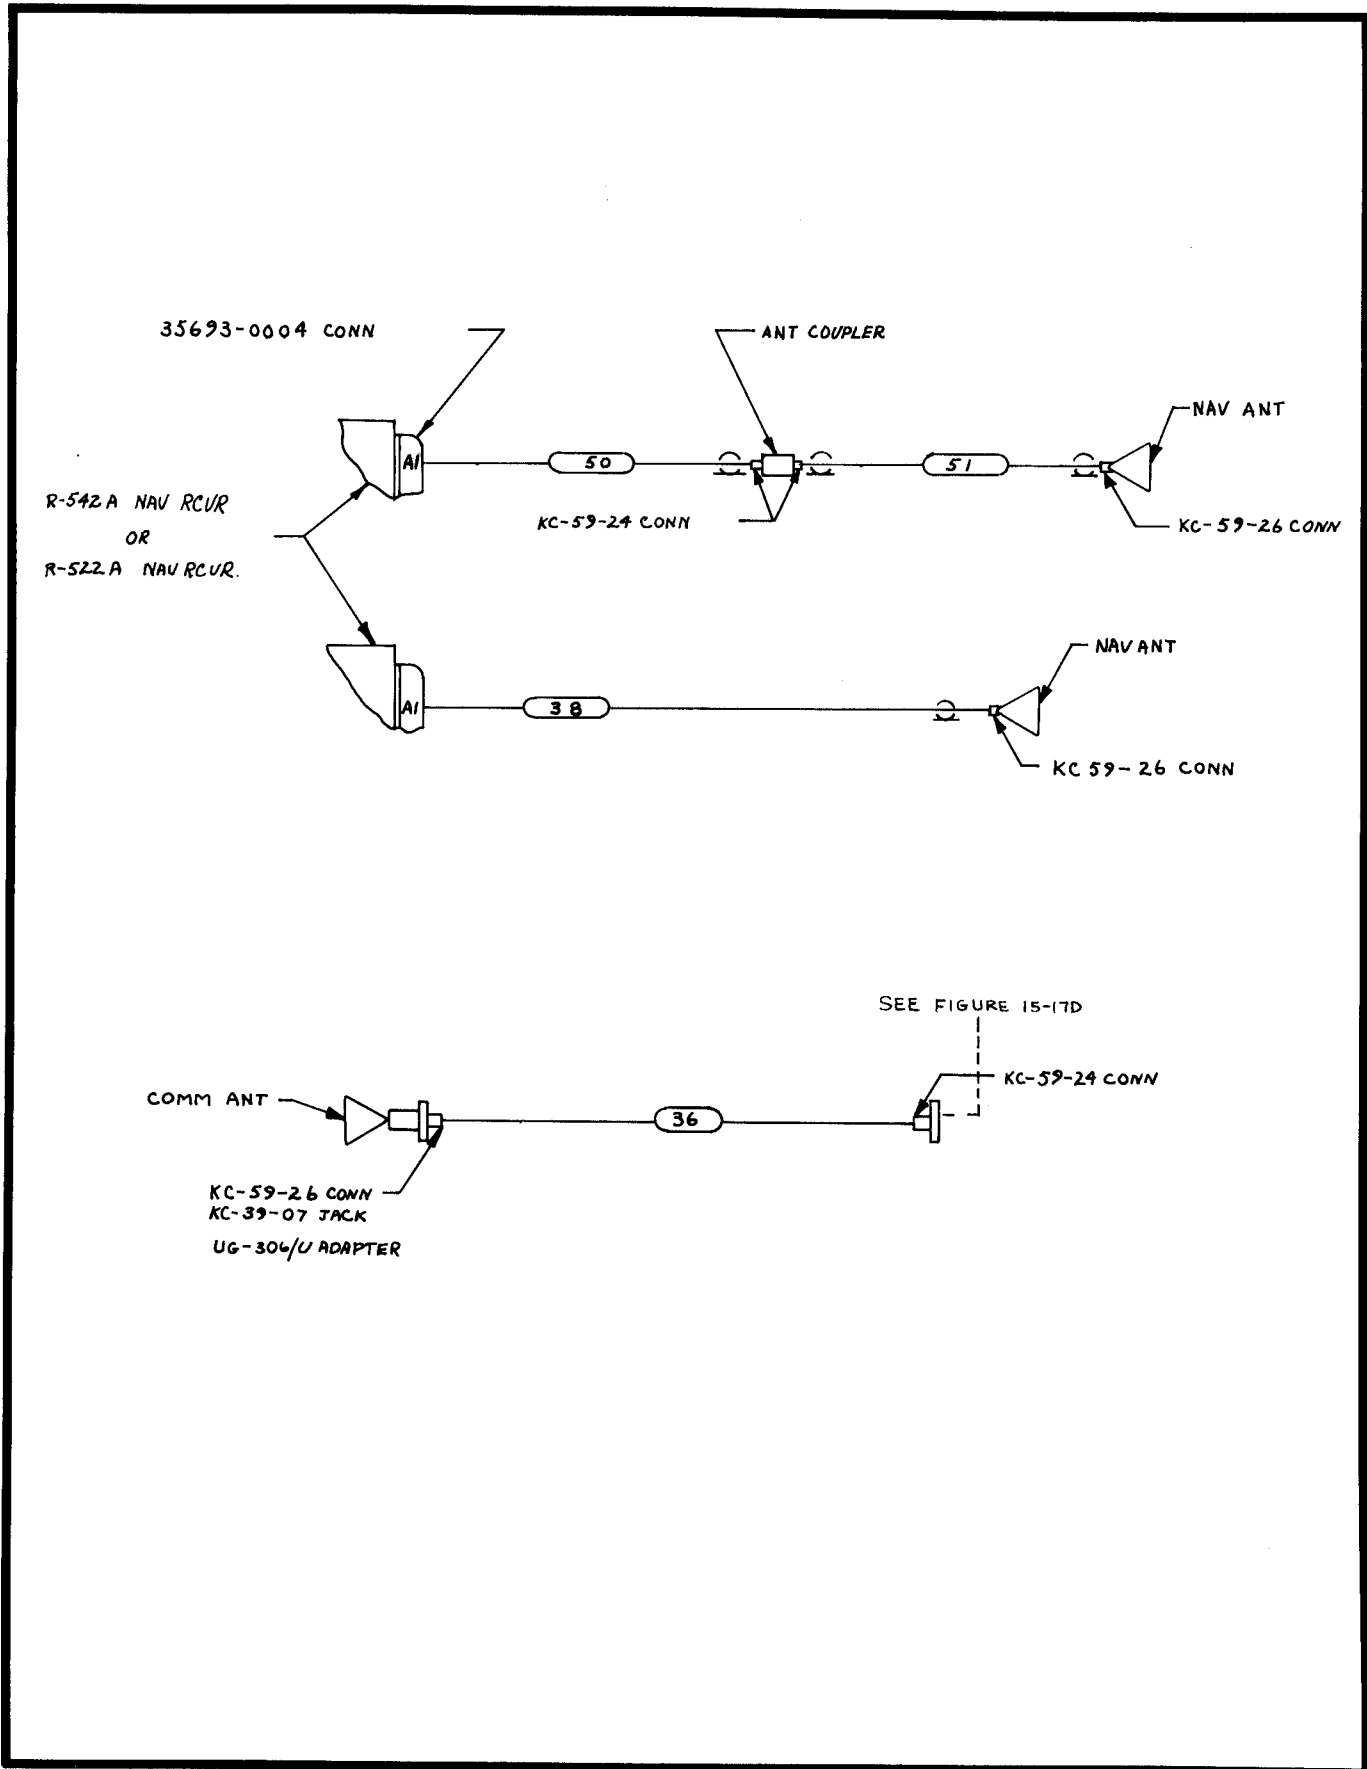 35693-0004 CONN
ANT COUPLER
NAV ANT
A1
50
51
R-542A NAV RCVR
OR
R-522A NAV RCVR.
KC-59-24 CONN
KC-59-26 CONN
NAV ANT
A1
38
KC 59-26 CONN
SEE FIGURE 15-17D
KC-59-24 CONN
COMM ANT
36
KC-59-26 CONN
KC-39-07 JACK
UG-306/U ADAPTER